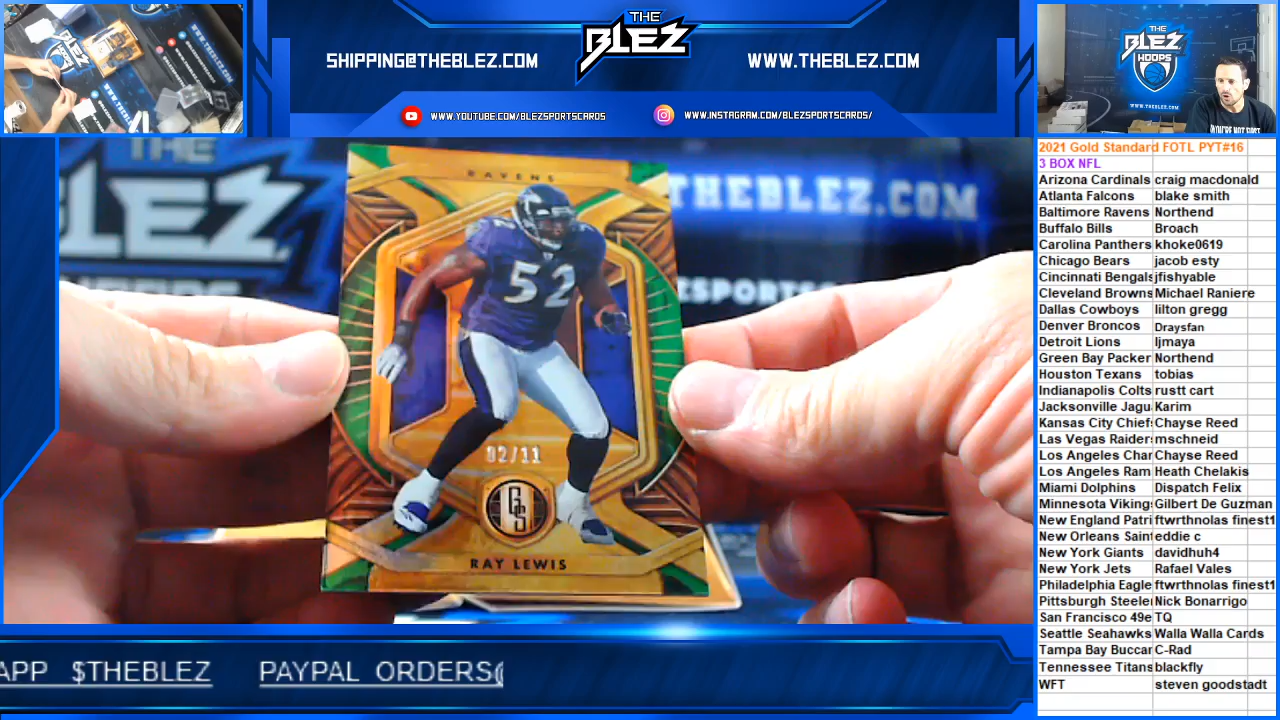 THE
BLEZ
SHIPPING@THEBLEZ.COM
WWW.THEBLEZ.COM
WWW.YOUTUBE.COM/BLEZSPORTSCARDS
WWW.INSTAGRAM.COM/BLEZSPORTSCARDS/
THE
BLEZ
HOOPS
WWW.THEBLEZ.COM
THE
BLEZ
THEBLEZ.COM
RAVENS
52
02/11
GS
RAY LEWIS
APP $THEBLEZ PAYPAL ORDERS@
2021 Gold Standard FOTL PYT#16
3 BOX NFL
Arizona Cardinals craig macdonald
Atlanta Falcons blake smith
Baltimore Ravens Northend
Buffalo Bills Broach
Carolina Panthers khoke0619
Chicago Bears jacob esty
Cincinnati Bengals jfishyable
Cleveland Browns Michael Raniere
Dallas Cowboys lilton gregg
Denver Broncos Draysfan
Detroit Lions ljmaya
Green Bay Packer Northend
Houston Texans tobias
Indianapolis Colts rustt cart
Jacksonville Jagu Karim
Kansas City Chief Chayse Reed
Las Vegas Raider mschneid
Los Angeles Char Chayse Reed
Los Angeles Ram Heath Chelakis
Miami Dolphins Dispatch Felix
Minnesota Viking Gilbert De Guzman
New England Patri ftwrthnolas finest1
New Orleans Saint eddie c
New York Giants davidhuh4
New York Jets Rafael Vales
Philadelphia Eagle ftwrthnolas finest1
Pittsburgh Steele Nick Bonarrigo
San Francisco 49e TQ
Seattle Seahawks Walla Walla Cards
Tampa Bay Buccar C-Rad
Tennessee Titans blackfly
WFT steven goodstadt